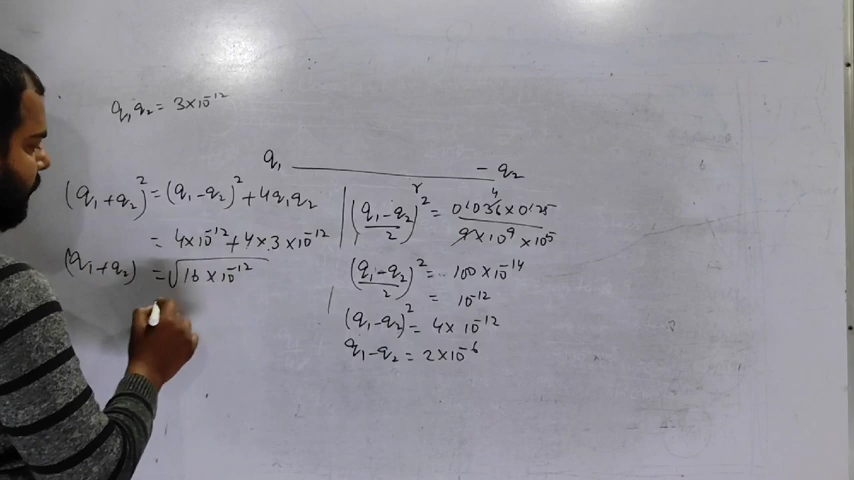 q₁q₂ = 3×10⁻¹²
q₁ — - q₂
r
(q₁+q₂)² = (q₁-q₂)² + 4q₁q₂
= 4×10⁻¹² + 4×3×10⁻¹²
(q₁+q₂) = √16×10⁻¹²
((q₁-q₂)/2)² = (0.036×0.25)/(9×10⁹×10⁵)
4
((q₁-q₂)/2)² = 100×10⁻¹⁴
= 10⁻¹²
(q₁-q₂)² = 4×10⁻¹²
q₁-q₂ = 2×10⁻⁶